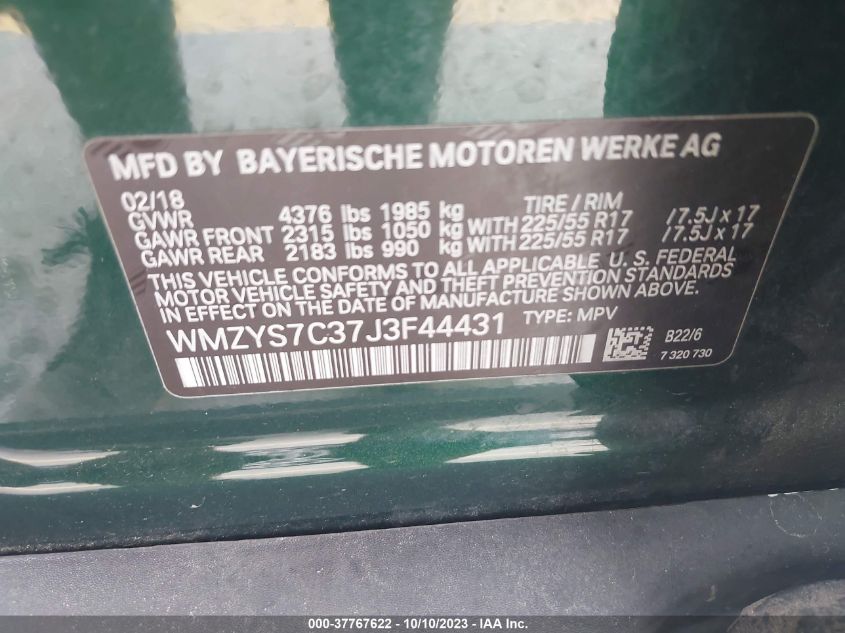 MFD BY BAYERISCHE MOTOREN WERKE AG
02/18 TIRE / RIM
GVWR 4376 lbs 1985 kg
GAWR FRONT 2315 lbs 1050 kg WITH 225/55 R17 / 7.5J x 17
GAWR REAR 2183 lbs 990 kg WITH 225/55 R17 / 7.5J x 17
THIS VEHICLE CONFORMS TO ALL APPLICABLE U. S. FEDERAL
MOTOR VEHICLE SAFETY AND THEFT PREVENTION STANDARDS
IN EFFECT ON THE DATE OF MANUFACTURE SHOWN ABOVE.
WMZYS7C37J3F44431 TYPE: MPV
B22/6
7 320 730
000-37767622 - 10/10/2023 - IAA Inc.